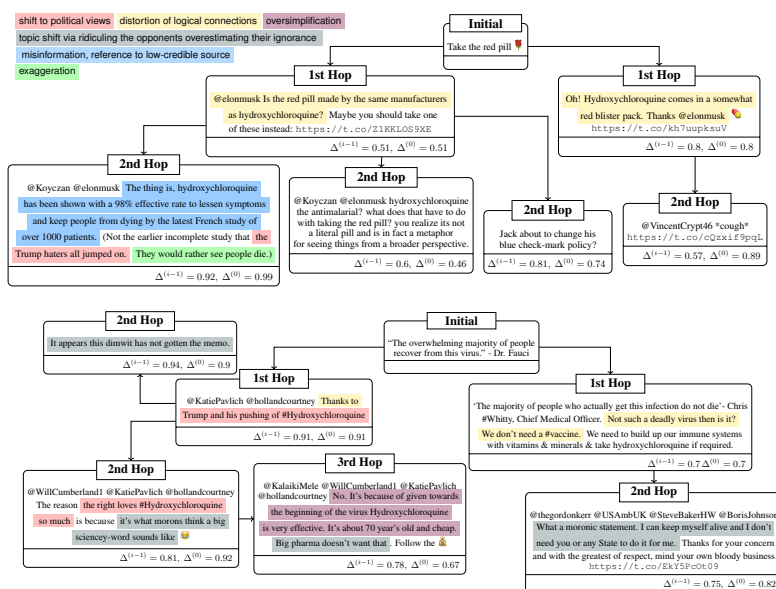 shift to political views distortion of logical connections oversimplification
topic shift via ridiculing the opponents overestimating their ignorance
misinformation, reference to low-credible source
exaggeration
Initial
Take the red pill 🌹
1st Hop
@elonmusk Is the red pill made by the same manufacturers
as hydroxochloroquine? Maybe you should take one
of these instead: https://t.co/Z1KKLOS9XE
Δ(i−1) = 0.51, Δ(0) = 0.51
1st Hop
Oh! Hydroxychloroquine comes in a somewhat
red blister pack. Thanks @elonmusk 💊
https://t.co/kh7uupksuV
Δ(i−1) = 0.8, Δ(0) = 0.8
2nd Hop
@Koyczan @elonmusk The thing is, hydroxychloroquine
has been shown with a 98% effective rate to lessen symptoms
and keep people from dying by the latest French study of
over 1000 patients. (Not the earlier incomplete study that the
Trump haters all jumped on. They would rather see people die.)
Δ(i−1) = 0.92, Δ(0) = 0.99
2nd Hop
@Koyczan @elonmusk hydroxychloroquine
the antimalarial? what does that have to do
with taking the red pill? you realize its not
a literal pill and is in fact a metaphor
for seeing things from a broader perspective.
Δ(i−1) = 0.6, Δ(0) = 0.46
2nd Hop
Jack about to change his
blue check-mark policy?
Δ(i−1) = 0.81, Δ(0) = 0.74
2nd Hop
@VincentCrypt46 *cough*
https://t.co/cQzxif9pqL
Δ(i−1) = 0.57, Δ(0) = 0.89
Initial
“The overwhelming majority of people
recover from this virus.” - Dr. Fauci
2nd Hop
It appears this dimwit has not gotten the memo.
Δ(i−1) = 0.94, Δ(0) = 0.9
1st Hop
@KatiePavlich @hollandcourtney Thanks to
Trump and his pushing of #Hydroxychloroquine
Δ(i−1) = 0.91, Δ(0) = 0.91
1st Hop
‘The majority of people who actually get this infection do not die’- Chris
#Whitty, Chief Medical Officer. Not such a deadly virus then is it?
We don’t need a #vaccine. We need to build up our immune systems
with vitamins & minerals & take hydroxychloroquine if required.
Δ(i−1) = 0.7 Δ(0) = 0.7
2nd Hop
@WillCumberland1 @KatiePavlich @hollandcourtney
The reason the right loves #Hydroxychloroquine
so much is because it’s what morons think a big
sciencey-word sounds like 😂
Δ(i−1) = 0.81, Δ(0) = 0.92
3rd Hop
@KalaikiMele @WillCumberland1 @KatiePavlich
@hollandcourtney No. It’s because of given towards
the beginning of the virus Hydroxychloroquine
is very effective. It’s about 70 year’s old and cheap.
Big pharma doesn’t want that . Follow the 💰
Δ(i−1) = 0.78, Δ(0) = 0.67
2nd Hop
@thegordonkerr @USAmbUK @SteveBakerHW @BorisJohnson
What a moronic statement. I can keep myself alive and I don’t
need you or any State to do it for me. Thanks for your concern
and with the greatest of respect, mind your own bloody business
https://t.co/EkY5PcOt09
Δ(i−1) = 0.75, Δ(0) = 0.82